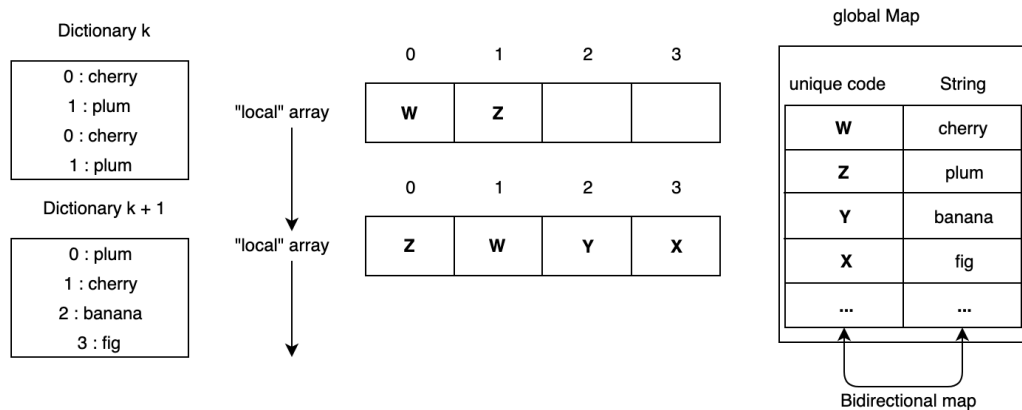 global Map
Dictionary k
0 1 2 3
0 : cherry
1 : plum
0 : cherry
1 : plum
"local" array
W Z
unique code String
W cherry
Z plum
Y banana
X fig
... ...
Dictionary k + 1
0 1 2 3
0 : plum
1 : cherry
2 : banana
3 : fig
"local" array
Z W Y X
Bidirectional map